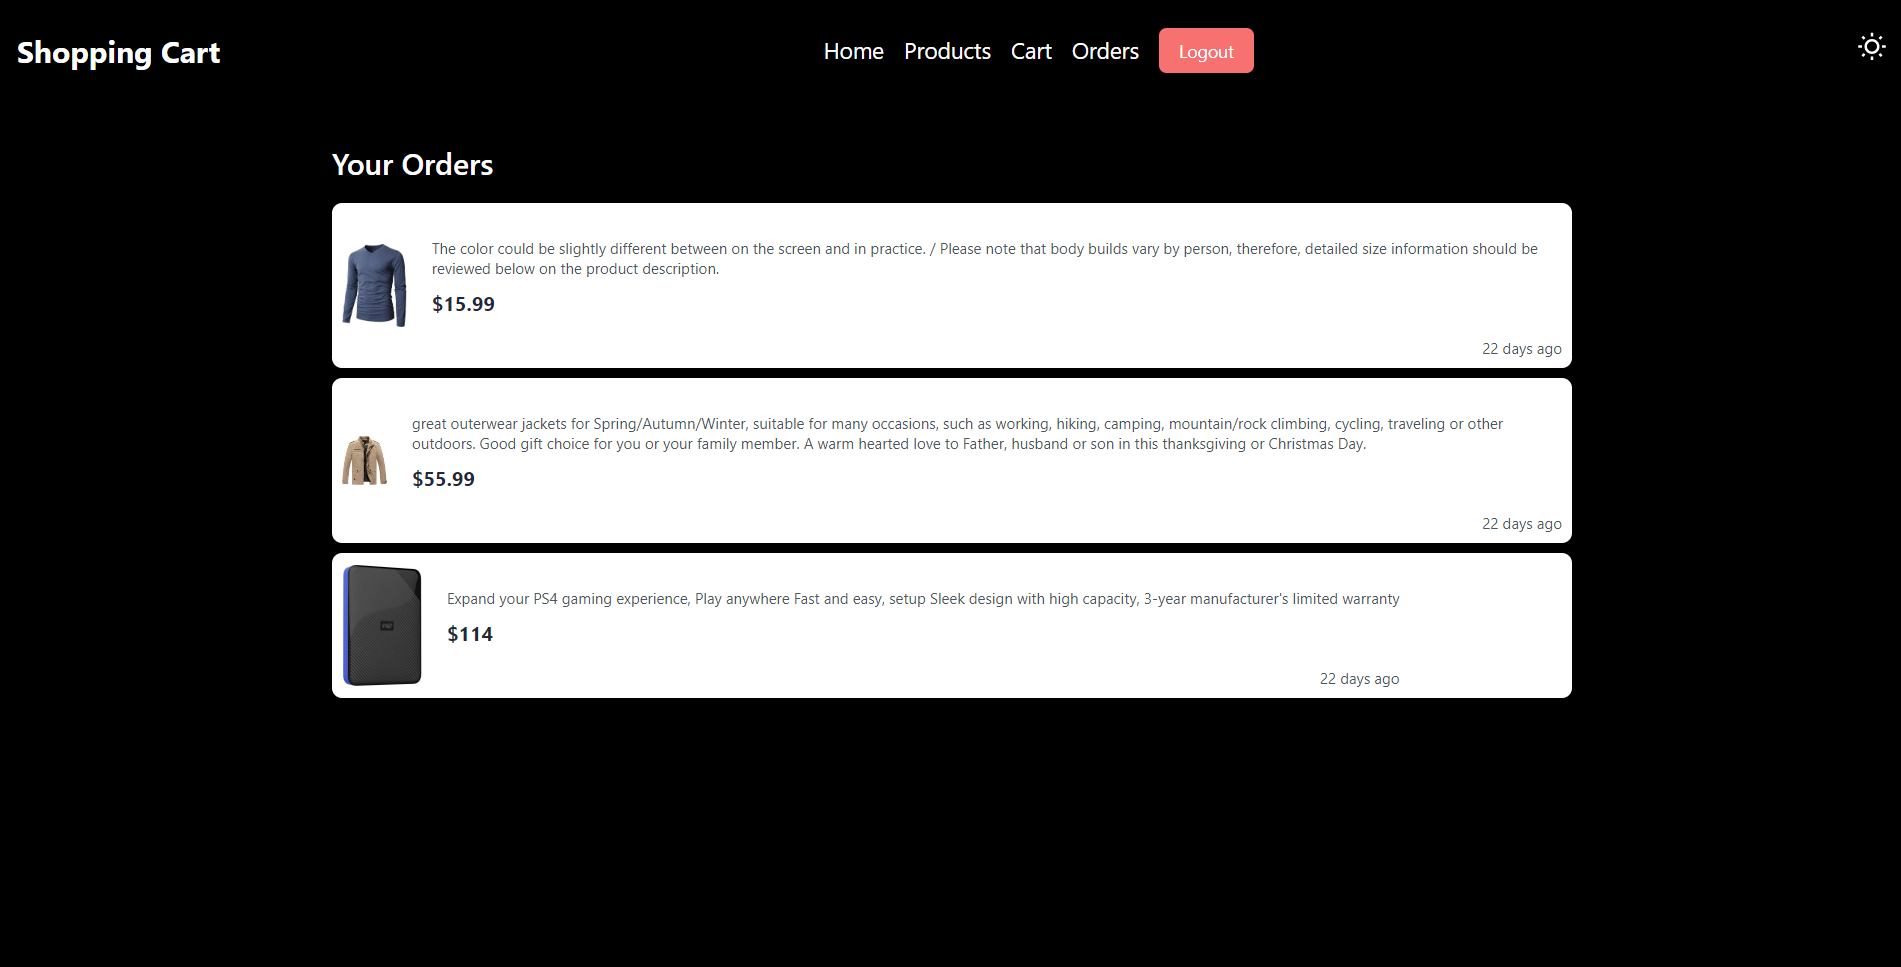 Shopping Cart
Home Products Cart Orders Logout
Your Orders
The color could be slightly different between on the screen and in practice. / Please note that body builds vary by person, therefore, detailed size information should be
reviewed below on the product description.
$15.99
22 days ago
great outerwear jackets for Spring/Autumn/Winter, suitable for many occasions, such as working, hiking, camping, mountain/rock climbing, cycling, traveling or other
outdoors. Good gift choice for you or your family member. A warm hearted love to Father, husband or son in this thanksgiving or Christmas Day.
$55.99
22 days ago
Expand your PS4 gaming experience, Play anywhere Fast and easy, setup Sleek design with high capacity, 3-year manufacturer's limited warranty
$114
22 days ago